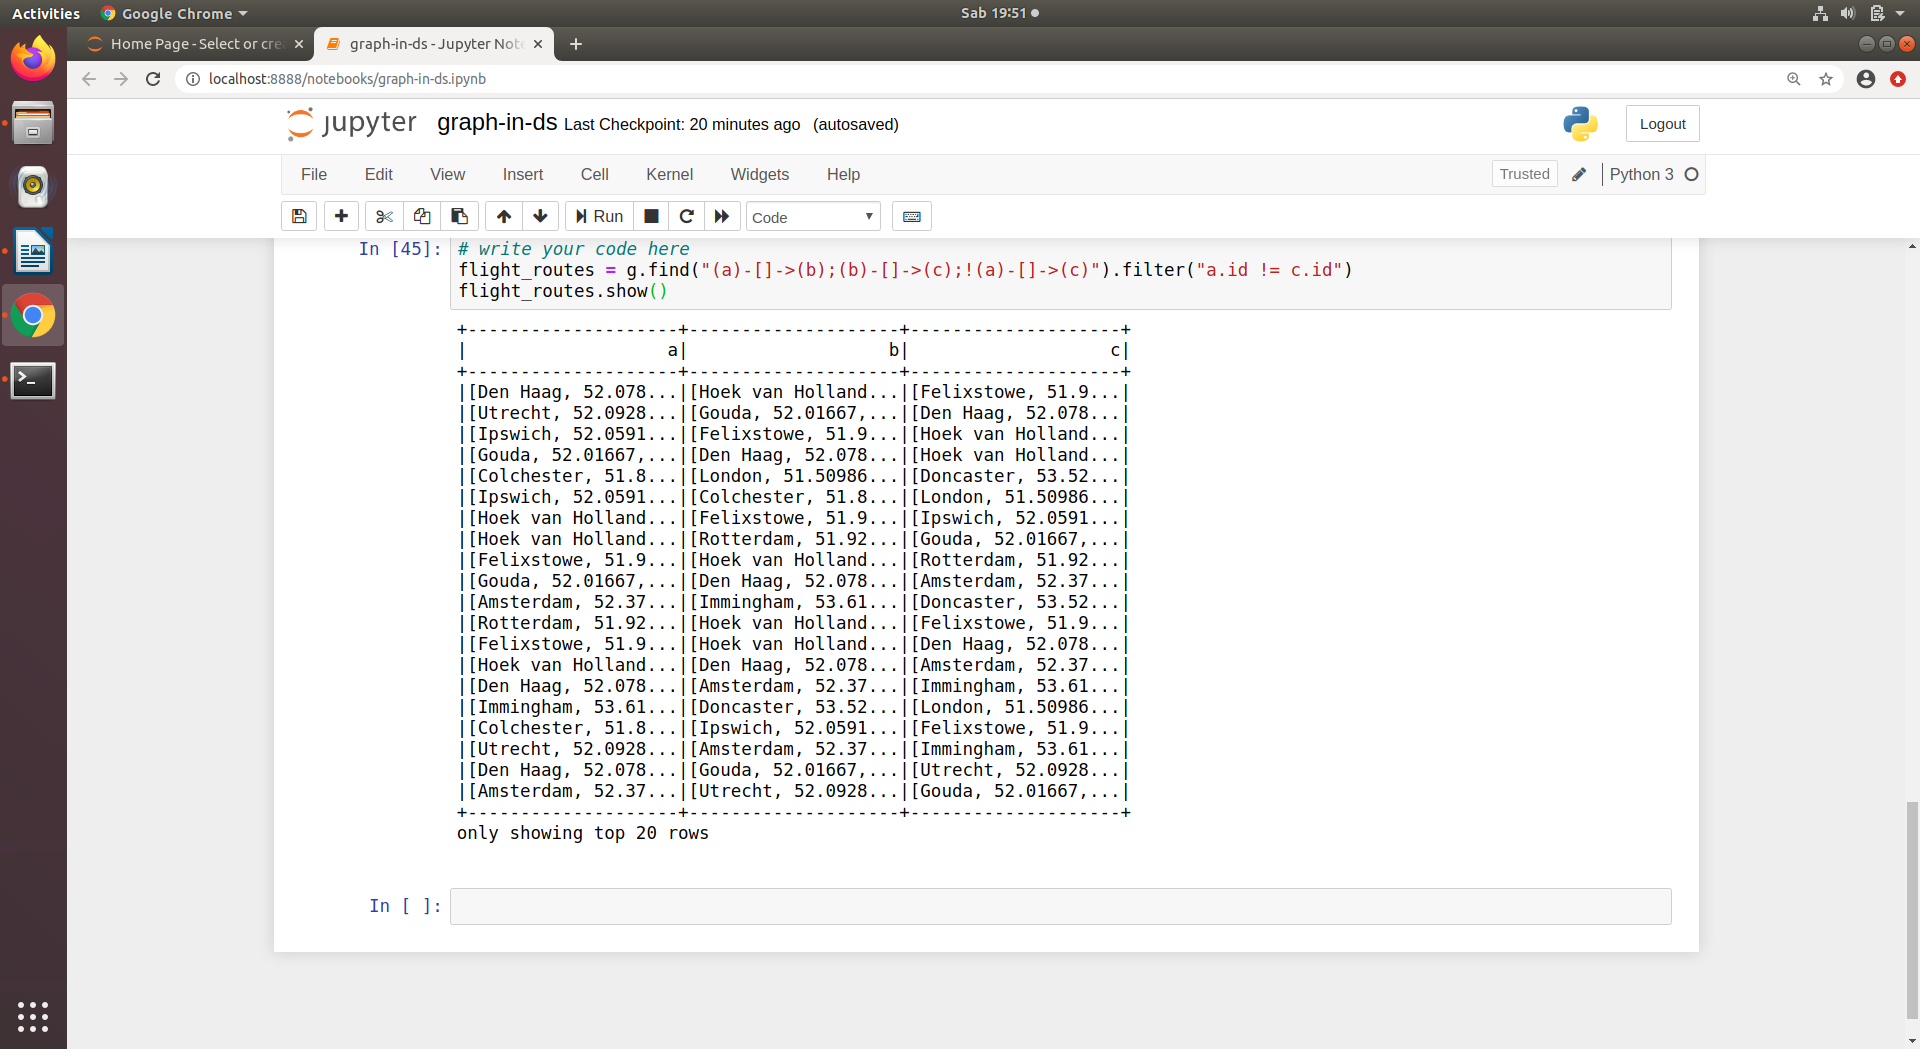 Activities Google Chrome Sab 19:51
Home Page - Select or cre graph-in-ds - Jupyter Note
localhost:8888/notebooks/graph-in-ds.ipynb
jupyter graph-in-ds Last Checkpoint: 20 minutes ago (autosaved) Logout
File Edit View Insert Cell Kernel Widgets Help Trusted Python 3
Run Code
In [45]: # write your code here
flight_routes = g.find("(a)-[]->(b);(b)-[]->(c);!(a)-[]->(c)").filter("a.id != c.id")
flight_routes.show()
+--------------------+--------------------+--------------------+
|                   a|                   b|                   c|
+--------------------+--------------------+--------------------+
|[Den Haag, 52.078...|[Hoek van Holland...|[Felixstowe, 51.9...|
|[Utrecht, 52.0928...|[Gouda, 52.01667,...|[Den Haag, 52.078...|
|[Ipswich, 52.0591...|[Felixstowe, 51.9...|[Hoek van Holland...|
|[Gouda, 52.01667,...|[Den Haag, 52.078...|[Hoek van Holland...|
|[Colchester, 51.8...|[London, 51.50986...|[Doncaster, 53.52...|
|[Ipswich, 52.0591...|[Colchester, 51.8...|[London, 51.50986...|
|[Hoek van Holland...|[Felixstowe, 51.9...|[Ipswich, 52.0591...|
|[Hoek van Holland...|[Rotterdam, 51.92...|[Gouda, 52.01667,...|
|[Felixstowe, 51.9...|[Hoek van Holland...|[Rotterdam, 51.92...|
|[Gouda, 52.01667,...|[Den Haag, 52.078...|[Amsterdam, 52.37...|
|[Amsterdam, 52.37...|[Immingham, 53.61...|[Doncaster, 53.52...|
|[Rotterdam, 51.92...|[Hoek van Holland...|[Felixstowe, 51.9...|
|[Felixstowe, 51.9...|[Hoek van Holland...|[Den Haag, 52.078...|
|[Hoek van Holland...|[Den Haag, 52.078...|[Amsterdam, 52.37...|
|[Den Haag, 52.078...|[Amsterdam, 52.37...|[Immingham, 53.61...|
|[Immingham, 53.61...|[Doncaster, 53.52...|[London, 51.50986...|
|[Colchester, 51.8...|[Ipswich, 52.0591...|[Felixstowe, 51.9...|
|[Utrecht, 52.0928...|[Amsterdam, 52.37...|[Immingham, 53.61...|
|[Den Haag, 52.078...|[Gouda, 52.01667,...|[Utrecht, 52.0928...|
|[Amsterdam, 52.37...|[Utrecht, 52.0928...|[Gouda, 52.01667,...|
+--------------------+--------------------+--------------------+
only showing top 20 rows
In [ ]: